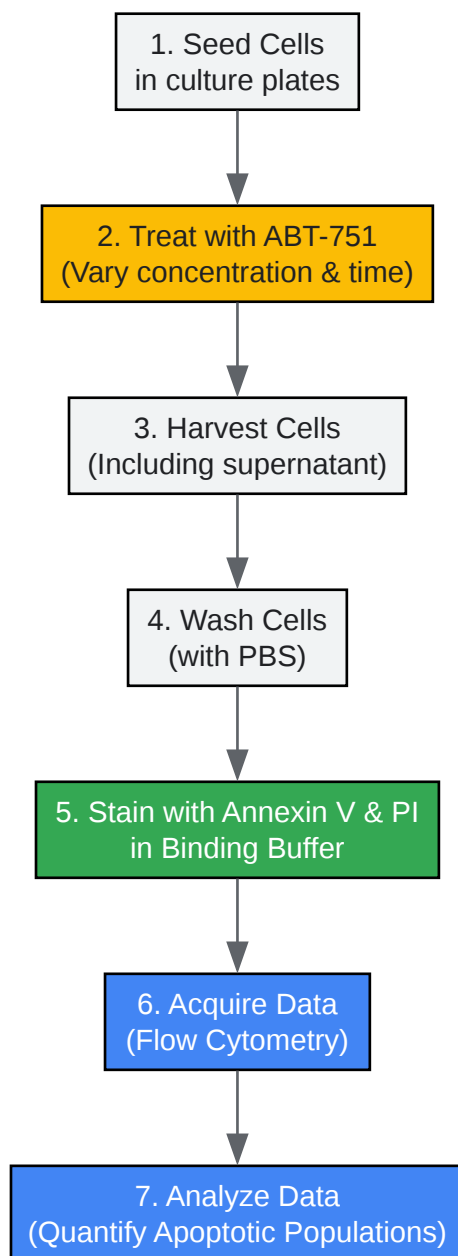 1. Seed Cells
in culture plates
2. Treat with ABT-751
(Vary concentration & time)
3. Harvest Cells
(Including supernatant)
4. Wash Cells
(with PBS)
5. Stain with Annexin V & PI
in Binding Buffer
6. Acquire Data
(Flow Cytometry)
7. Analyze Data
(Quantify Apoptotic Populations)